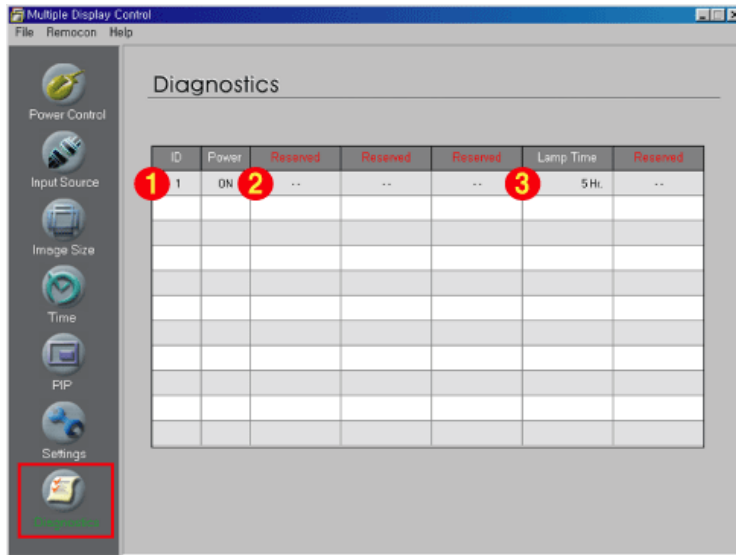 Multiple Display Control
File Remocon Help
Diagnostics
Power Control
Input Source
Image Size
Time
PIP
Settings
Diagnostics
ID Power Reserved Reserved Reserved Lamp Time Reserved
1 1 ON 2 -- -- -- 3 5 Hr. --